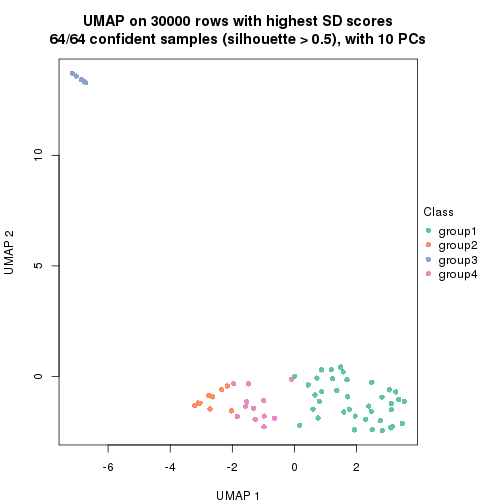 UMAP on 30000 rows with highest SD scores
64/64 confident samples (silhouette > 0.5), with 10 PCs
10
5
0
UMAP 2
-6
-4
-2
0
2
UMAP 1
Class
group1
group2
group3
group4